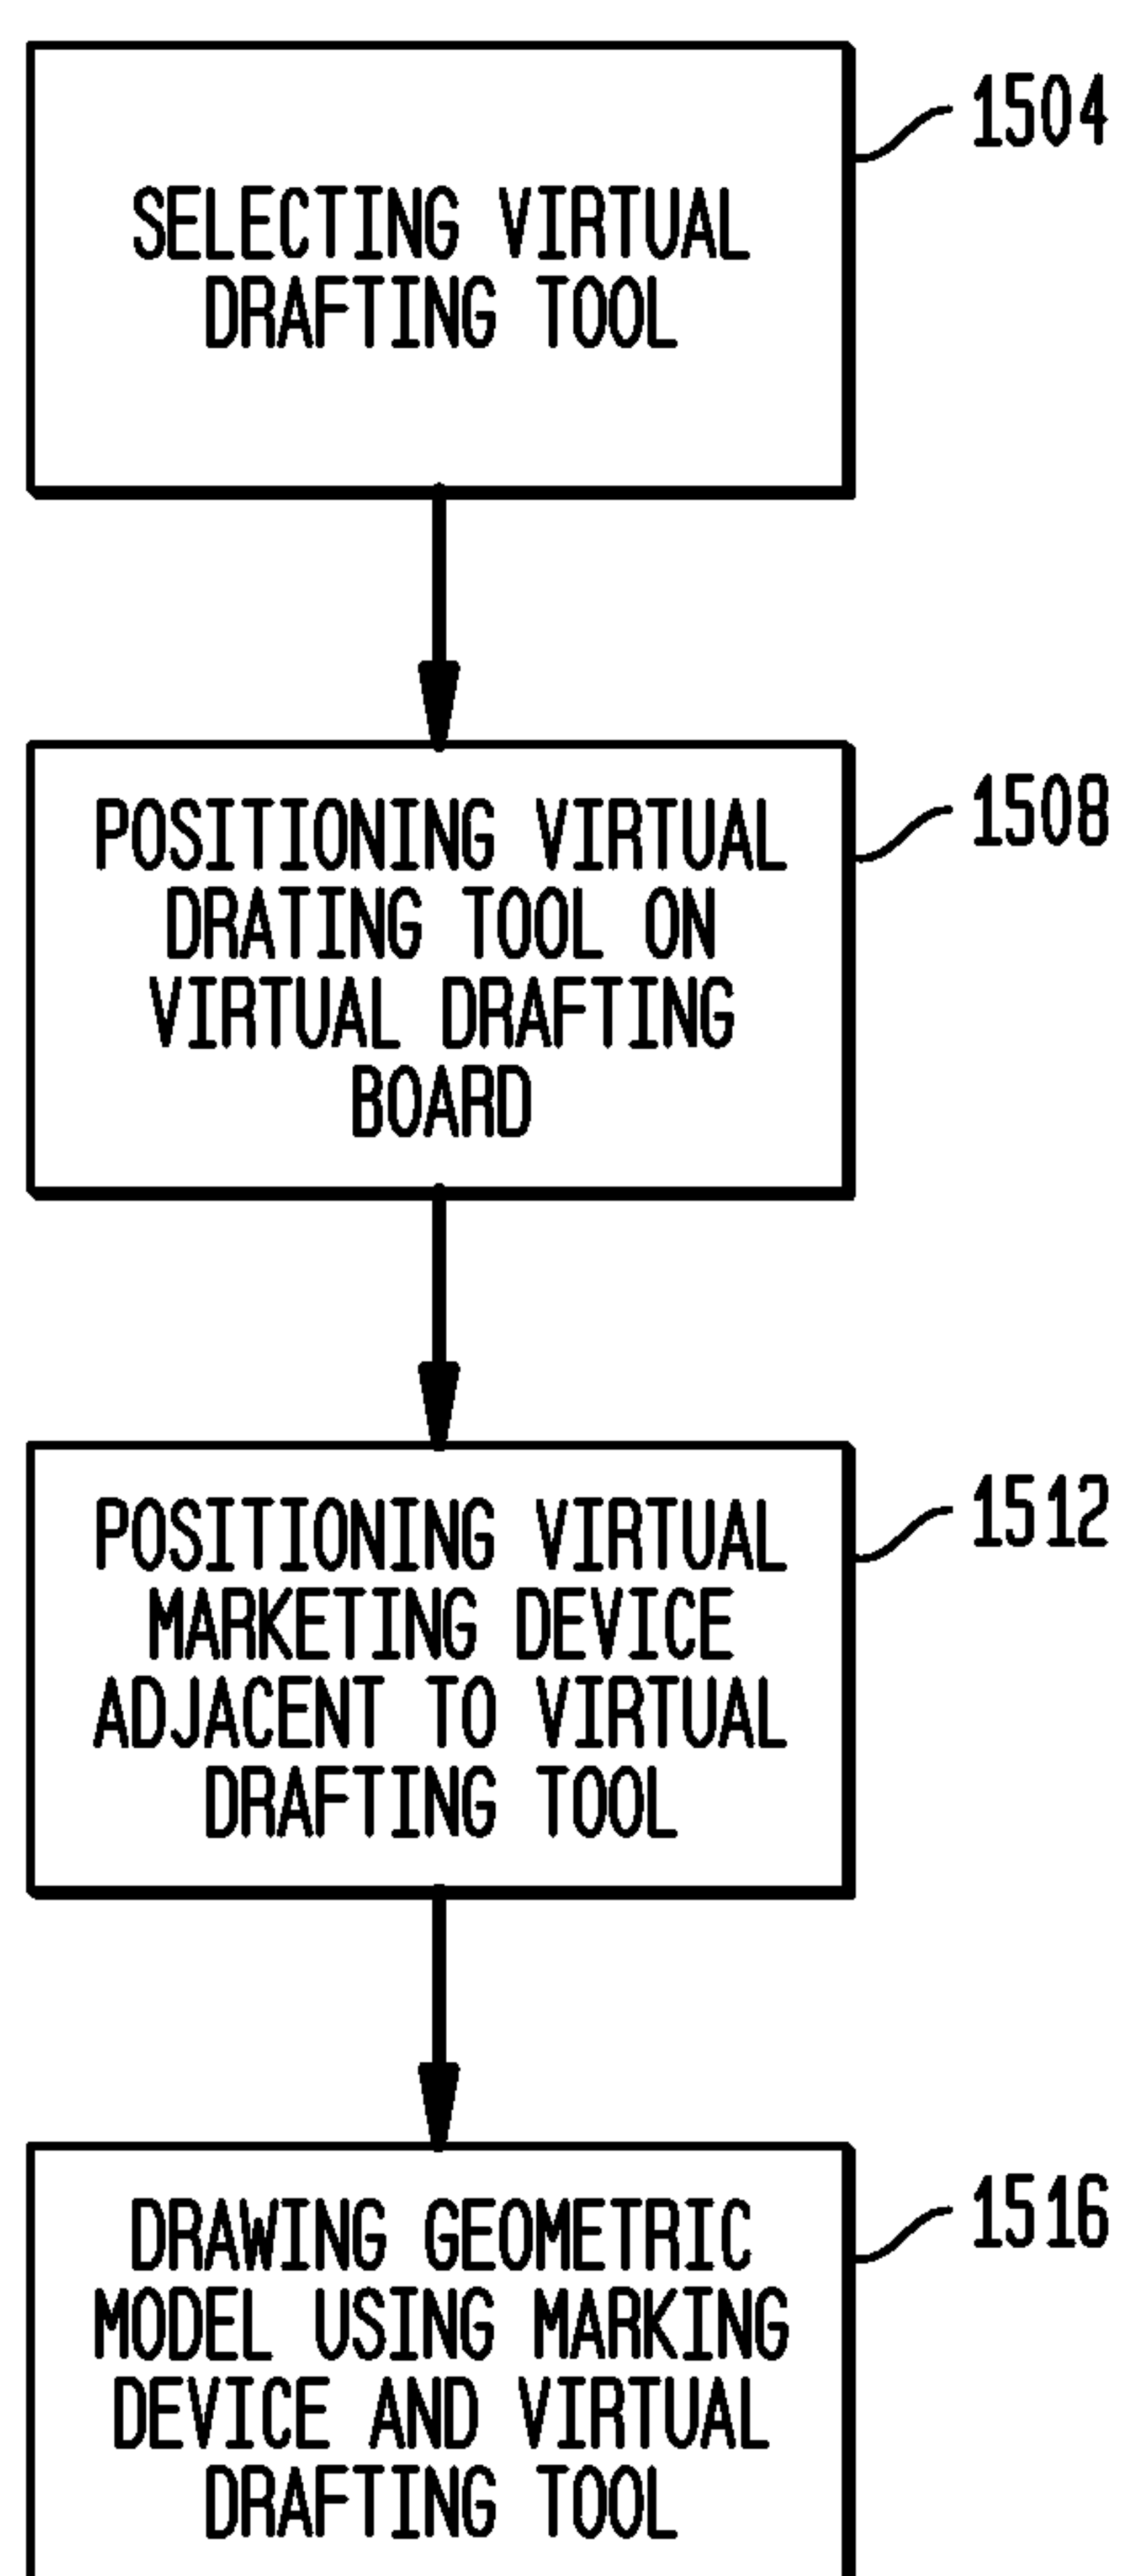 1504
SELECTING VIRTUAL
DRAFTING TOOL
1508
POSITIONING VIRTUAL
DRATING TOOL ON
VIRTUAL DRAFTING
BOARD
1512
POSITIONING VIRTUAL
MARKETING DEVICE
ADJACENT TO VIRTUAL
DRAFTING TOOL
1516
DRAWING GEOMETRIC
MODEL USING MARKING
DEVICE AND VIRTUAL
DRAFTING TOOL